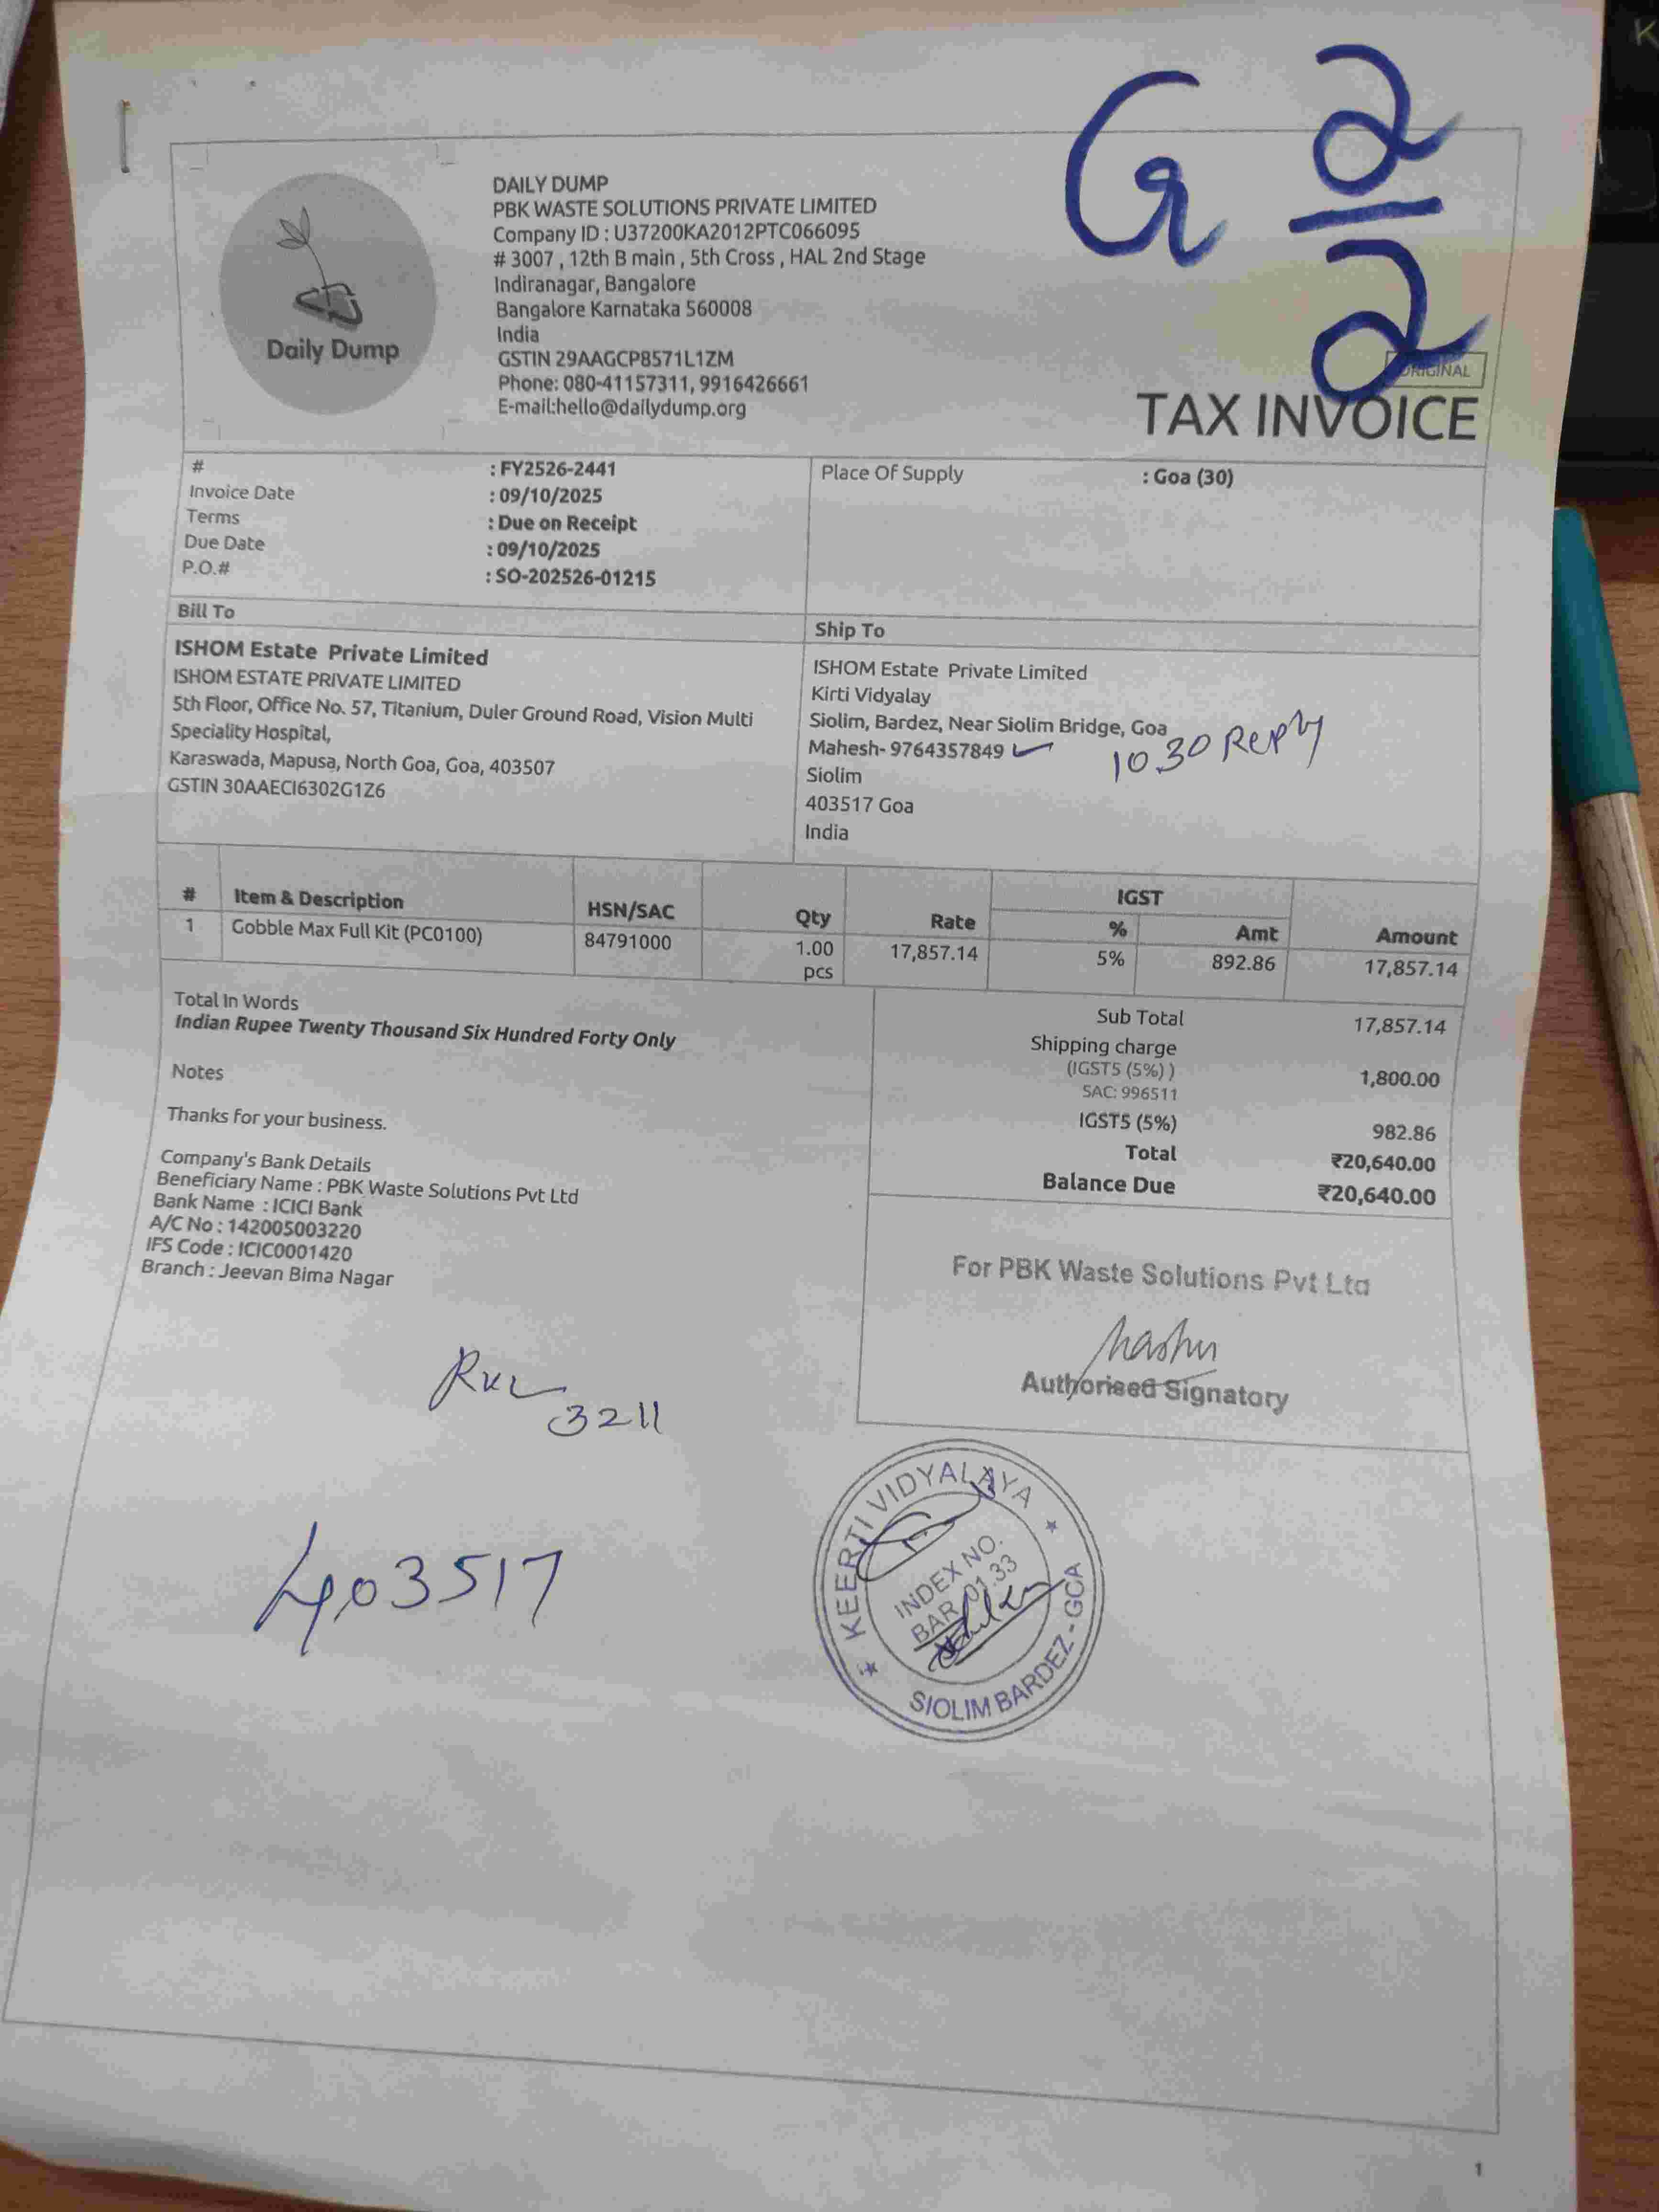 G 2/2
Daily Dump
DAILY DUMP
PBK WASTE SOLUTIONS PRIVATE LIMITED
Company ID : U37200KA2012PTC066095
# 3007 , 12th B main , 5th Cross , HAL 2nd Stage
Indiranagar, Bangalore
Bangalore Karnataka 560008
India
GSTIN 29AAGCP8571L1ZM
Phone: 080-41157311, 9916426661
E-mail:hello@dailydump.org
ORIGINAL
TAX INVOICE
# : FY2526-2441
Invoice Date : 09/10/2025
Terms : Due on Receipt
Due Date : 09/10/2025
P.O.# : SO-202526-01215
Place Of Supply : Goa (30)
Bill To
ISHOM Estate Private Limited
ISHOM ESTATE PRIVATE LIMITED
5th Floor, Office No. 57, Titanium, Duler Ground Road, Vision Multi
Speciality Hospital,
Karaswada, Mapusa, North Goa, Goa, 403507
GSTIN 30AAECI6302G1Z6
Ship To
ISHOM Estate Private Limited
Kirti Vidyalay
Siolim, Bardez, Near Siolim Bridge, Goa
Mahesh- 9764357849
10.30 Reply
Siolim
403517 Goa
India
# Item & Description HSN/SAC Qty Rate IGST % Amt Amount
1 Gobble Max Full Kit (PC0100) 84791000 1.00 pcs 17,857.14 5% 892.86 17,857.14
Total In Words
Indian Rupee Twenty Thousand Six Hundred Forty Only
Notes
Thanks for your business.
Company's Bank Details
Beneficiary Name : PBK Waste Solutions Pvt Ltd
Bank Name : ICICI Bank
A/C No : 142005003220
IFS Code : ICIC0001420
Branch : Jeevan Bima Nagar
Sub Total 17,857.14
Shipping charge
(IGST5 (5%) ) 1,800.00
SAC: 996511
IGST5 (5%) 982.86
Total ₹20,640.00
Balance Due ₹20,640.00
For PBK Waste Solutions Pvt Ltd
Authorised Signatory
3211
403517
KEERTI VIDYALAYA
INDEX NO.
BAR 01.33
SIOLIM BARDEZ - GOA
1